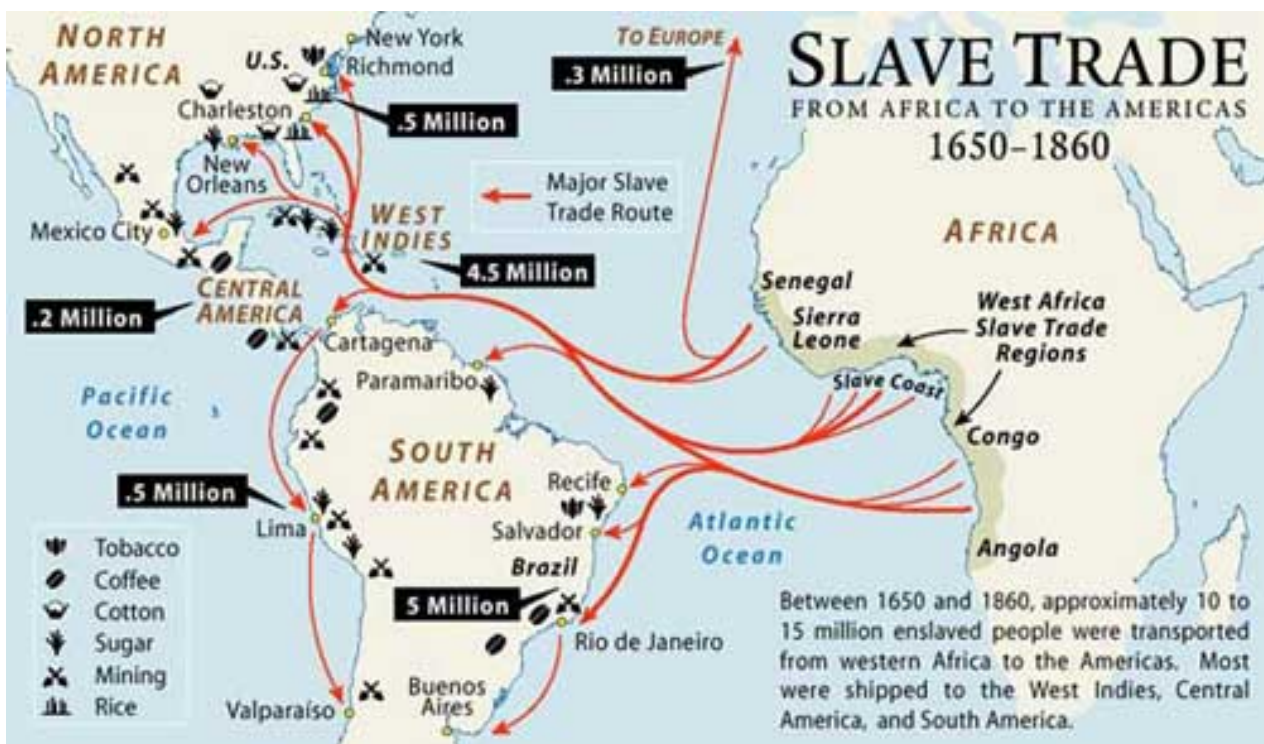 SLAVE TRADE
FROM AFRICA TO THE AMERICAS
1650–1860
NORTH
AMERICA
U.S.
New York
Richmond
Charleston
.5 Million
New
Orleans
Mexico City
WEST
INDIES
4.5 Million
CENTRAL
AMERICA
.2 Million
TO EUROPE
.3 Million
Major Slave
Trade Route
AFRICA
Senegal
Sierra
Leone
West Africa
Slave Trade
Regions
Slave Coast
Congo
Angola
Cartagena
Paramaribo
Pacific
Ocean
SOUTH
AMERICA
.5 Million
Lima
Recife
Salvador
Brazil
5 Million
Rio de Janeiro
Atlantic
Ocean
Buenos
Aires
Valparaíso
Tobacco
Coffee
Cotton
Sugar
Mining
Rice
Between 1650 and 1860, approximately 10 to
15 million enslaved people were transported
from western Africa to the Americas. Most
were shipped to the West Indies, Central
America, and South America.